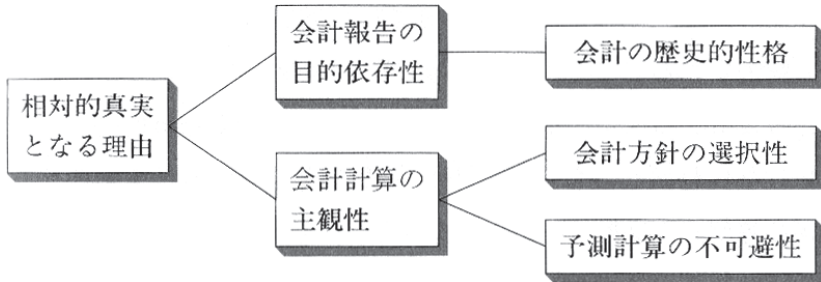 相対的真実
となる理由
会計報告の
目的依存性
会計の歴史的性格
会計計算の
主観性
会計方針の選択性
予測計算の不可避性